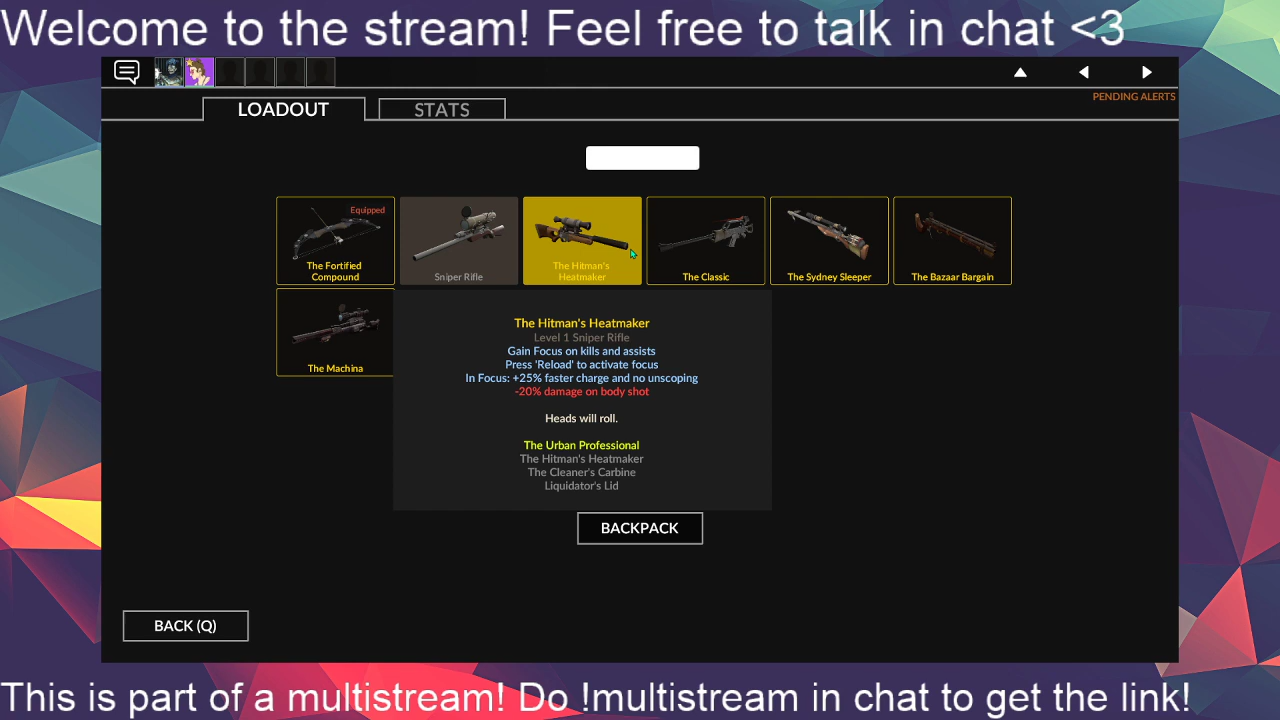 Welcome to the stream! Feel free to talk in chat <3
PENDING ALERTS
LOADOUT
STATS
Equipped
The Fortified
Compound
Sniper Rifle
The Hitman's
Heatmaker
The Classic
The Sydney Sleeper
The Bazaar Bargain
The Machina
The Hitman's Heatmaker
Level 1 Sniper Rifle
Gain Focus on kills and assists
Press 'Reload' to activate focus
In Focus: +25% faster charge and no unscoping
-20% damage on body shot
Heads will roll.
The Urban Professional
The Hitman's Heatmaker
The Cleaner's Carbine
Liquidator's Lid
BACKPACK
BACK (Q)
This is part of a multistream! Do !multistream in chat to get the link!